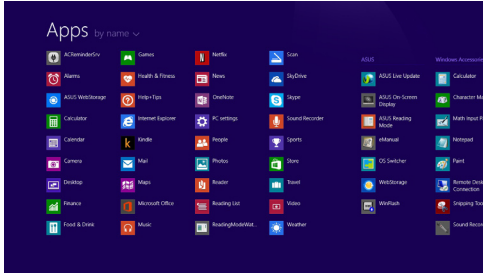 Apps by name
ACReminderSrv
Alarms
ASUS WebStorage
Calculator
Calendar
Camera
Desktop
Finance
Food & Drink
Games
Health & Fitness
Help+Tips
Internet Explorer
Kindle
Mail
Maps
Microsoft Office
Music
Netflix
News
OneNote
PC settings
People
Photos
Reader
Reading List
ReadingModeWat...
Scan
SkyDrive
Skype
Sound Recorder
Sports
Store
Travel
Video
Weather
ASUS
ASUS Live Update
ASUS On-Screen
Display
ASUS Reading
Mode
eManual
OS Switcher
WebStorage
WinFlash
Windows Accessorie
Calculator
Character Ma
Math Input P
Notepad
Paint
Remote Desk
Connection
Snipping Too
Sound Recor